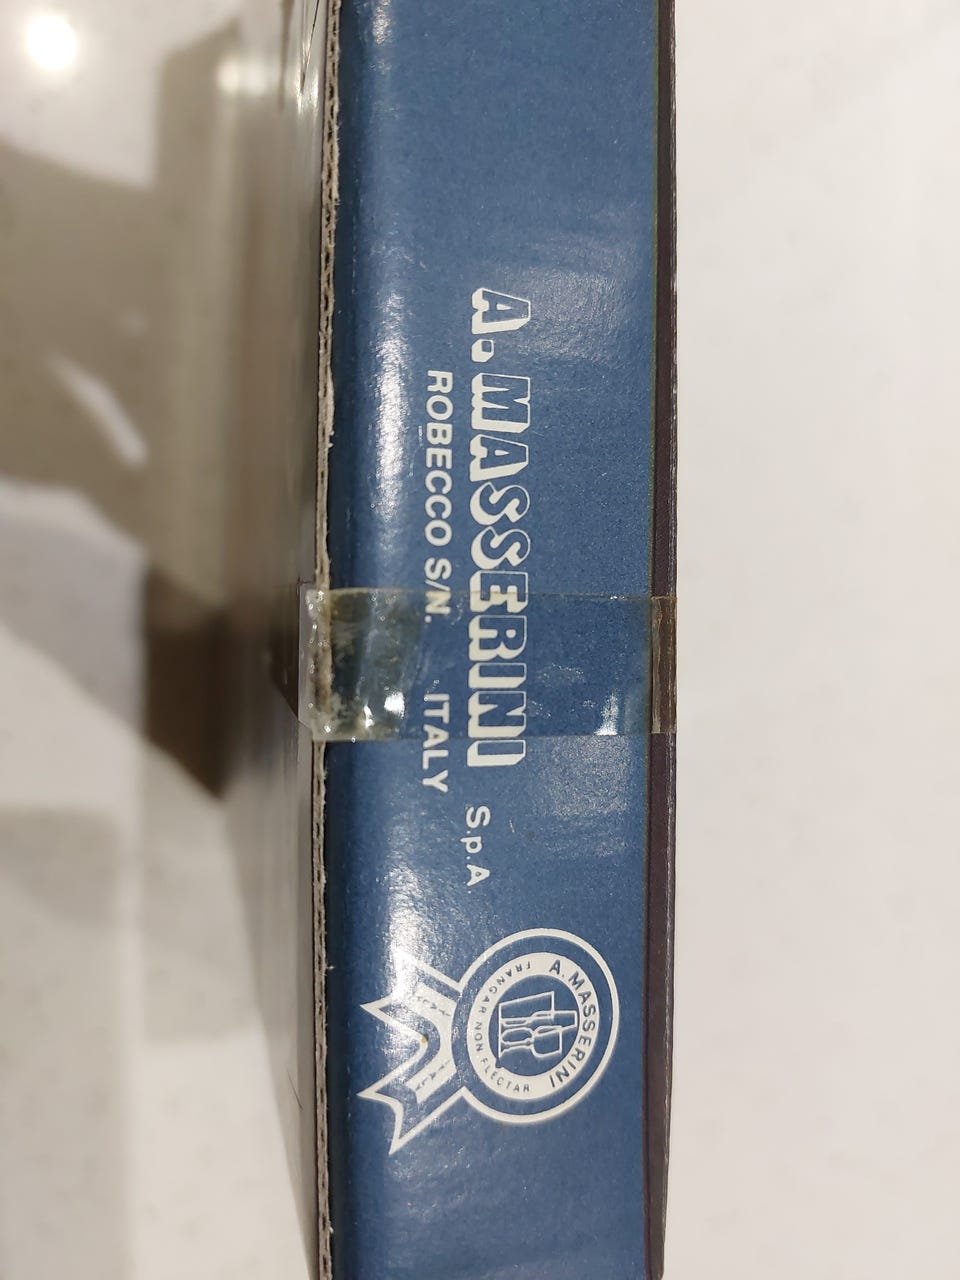 A. MASSERINI S.p.A.
ROBECCO S/N. ITALY
A. MASSERINI
FRANGAR NON FLECTAR